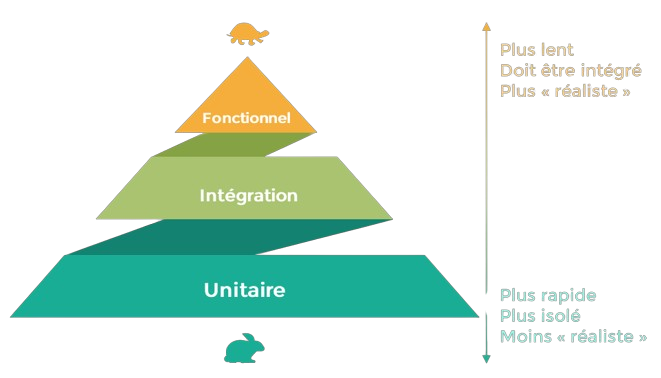 Plus lent
Doit être intégré
Plus « réaliste »
Fonctionnel
Intégration
Unitaire
Plus rapide
Plus isolé
Moins « réaliste »